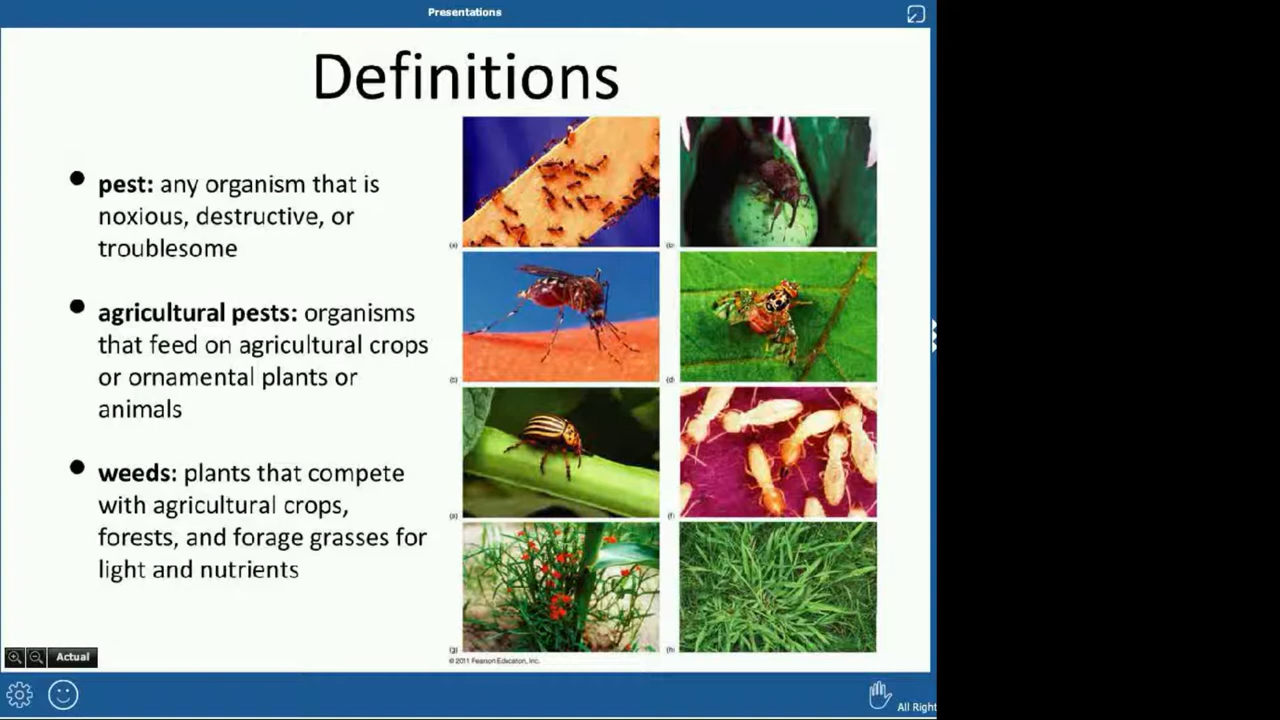 Presentations
Definitions
• pest: any organism that is
noxious, destructive, or
troublesome
• agricultural pests: organisms
that feed on agricultural crops
or ornamental plants or
animals
• weeds: plants that compete
with agricultural crops,
forests, and forage grasses for
light and nutrients
(a)
(b)
(c)
(d)
(e)
(f)
(g)
(h)
© 2011 Pearson Education, Inc.
Actual
All Right